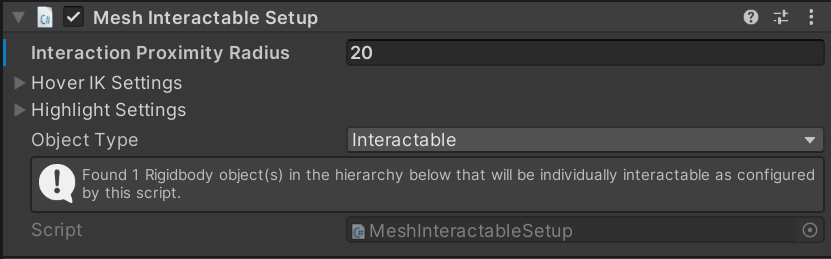 Mesh Interactable Setup
Interaction Proximity Radius 20
Hover IK Settings
Highlight Settings
Object Type Interactable
Found 1 Rigidbody object(s) in the hierarchy below that will be individually interactable as configured
by this script.
Script MeshInteractableSetup